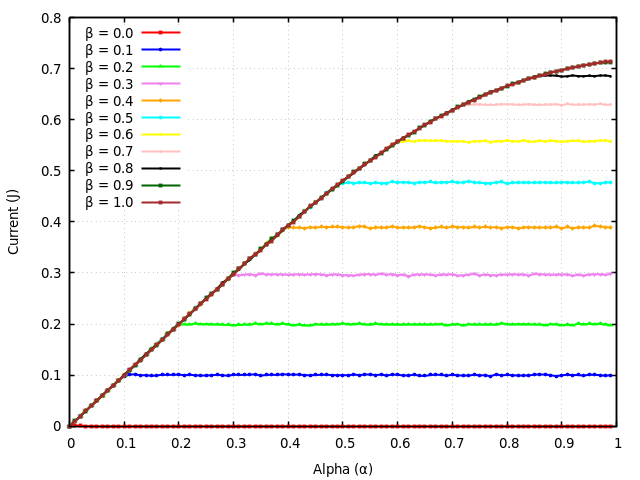 0.8
0.7
0.6
0.5
0.4
0.3
0.2
0.1
0
Current (J)
β = 0.0
β = 0.1
β = 0.2
β = 0.3
β = 0.4
β = 0.5
β = 0.6
β = 0.7
β = 0.8
β = 0.9
β = 1.0
0 0.1 0.2 0.3 0.4 0.5 0.6 0.7 0.8 0.9 1
Alpha (α)